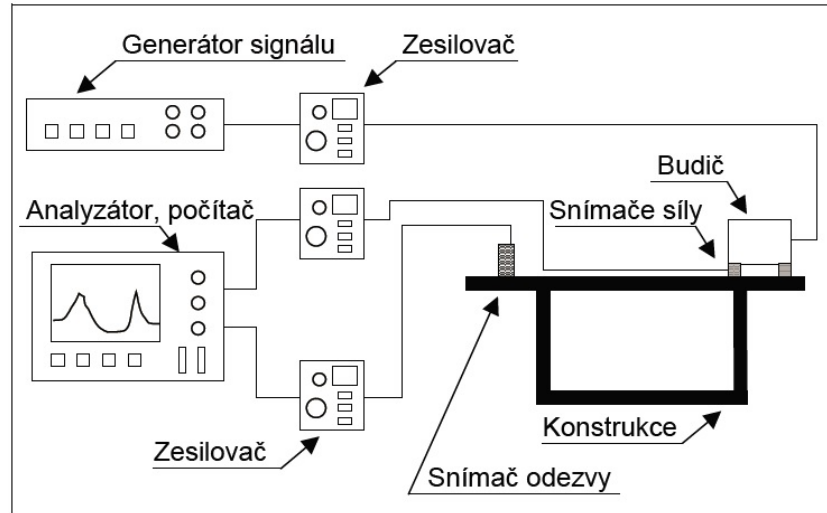 Generátor signálu
Zesilovač
Budič
Snímače síly
Analyzátor, počítač
Konstrukce
Zesilovač
Snímač odezvy